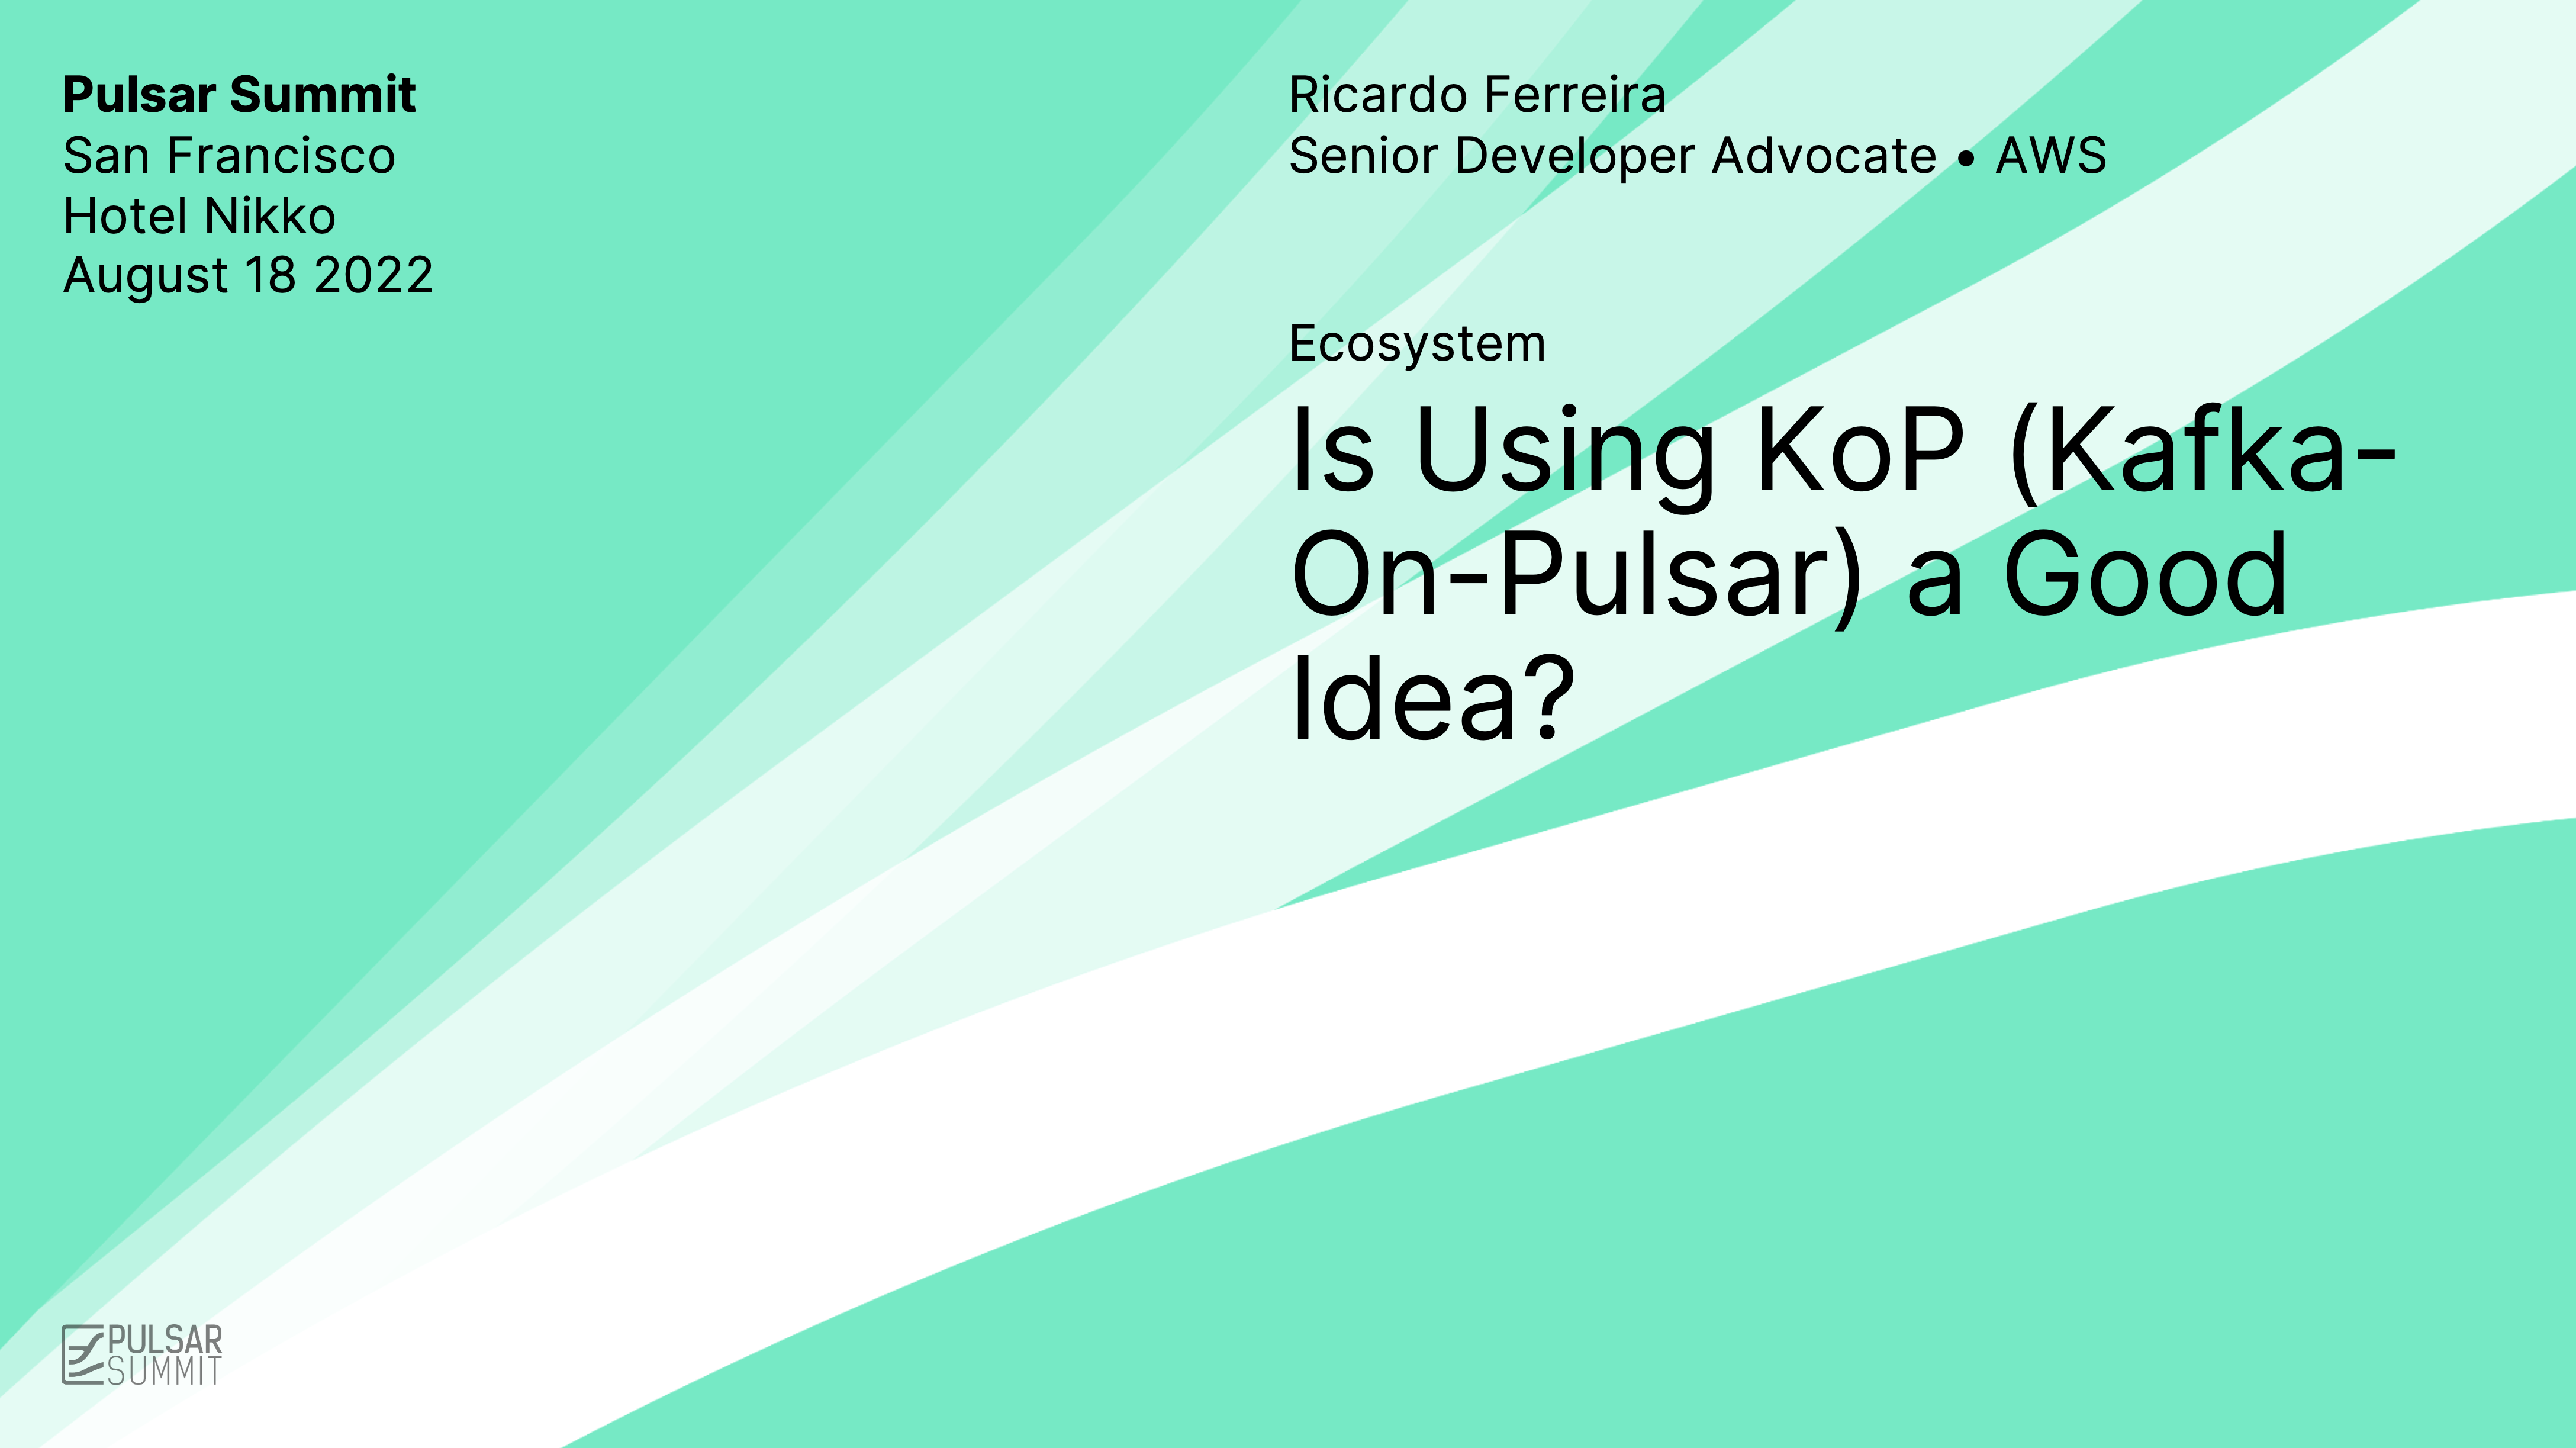 Pulsar Summit
San Francisco
Hotel Nikko
August 18 2022
Ricardo Ferreira
Senior Developer Advocate • AWS
Ecosystem
Is Using KoP (Kafka-
On-Pulsar) a Good
Idea?
PULSAR
SUMMIT